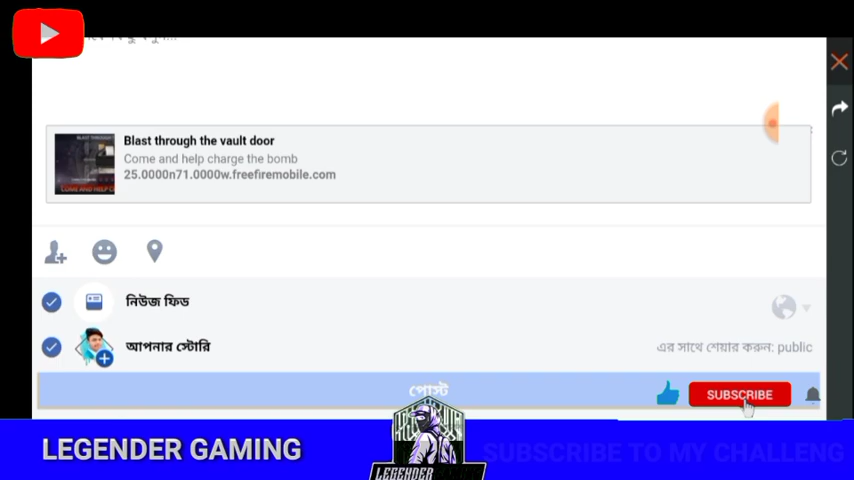 Blast through the vault door
Come and help charge the bomb
25.0000n71.0000w.freefiremobile.com
নিউজ ফিড
আপনার স্টোরি
এর সাথে শেয়ার করুন: public
পোস্ট
SUBSCRIBE
LEGENDER GAMING
SUBSCRIBE TO MY CHALLENG
LEGENDER